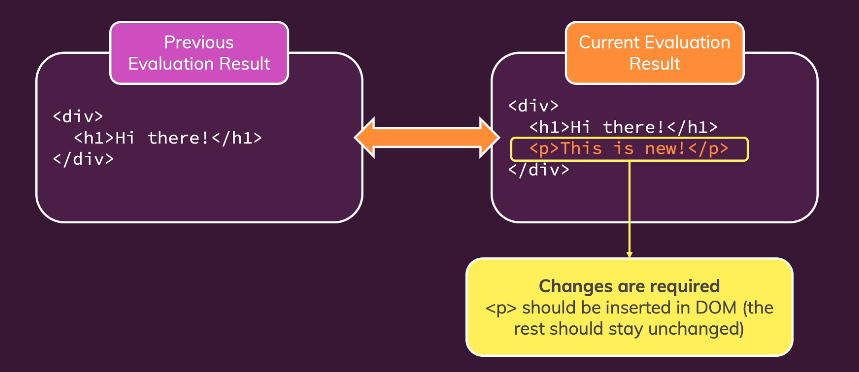 Previous
Evaluation Result
<div>
  <h1>Hi there!</h1>
</div>
Current Evaluation
Result
<div>
  <h1>Hi there!</h1>
  <p>This is new!</p>
</div>
Changes are required
<p> should be inserted in DOM (the
rest should stay unchanged)